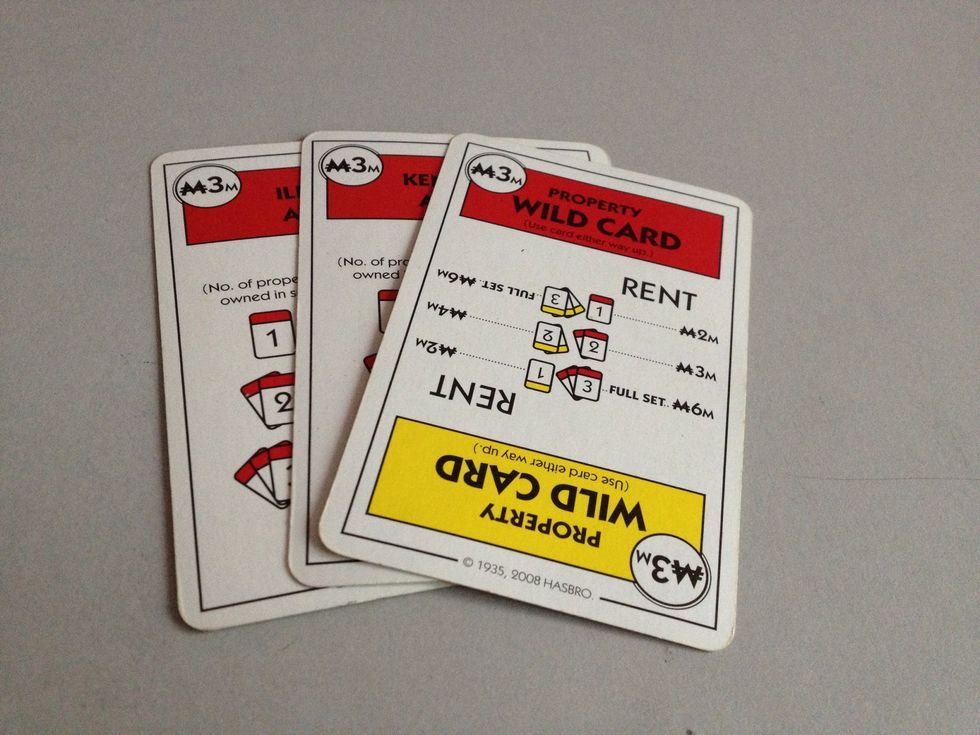 ₩3M
IL
A
(No. of prope
owned in s
1
2
₩3M
KE
A
(No. of pro
owned i
₩3M
PROPERTY
WILD CARD
(Use card either way up.)
RENT
1 ₩2M
2 ₩3M
3 FULL SET ₩6M
₩3M
PROPERTY
WILD CARD
(Use card either way up.)
RENT
1 ₩2M
2 ₩4M
3 FULL SET ₩6M
© 1935, 2008 HASBRO.